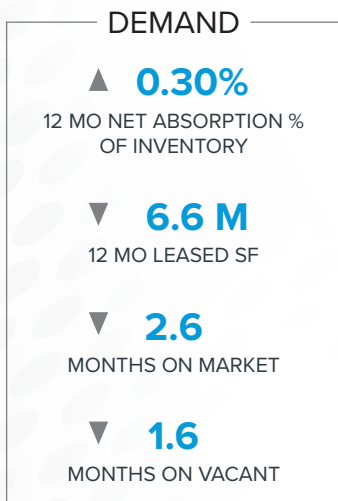 DEMAND
▲ 0.30%
12 MO NET ABSORPTION %
OF INVENTORY
▼ 6.6 M
12 MO LEASED SF
▼ 2.6
MONTHS ON MARKET
▼ 1.6
MONTHS ON VACANT